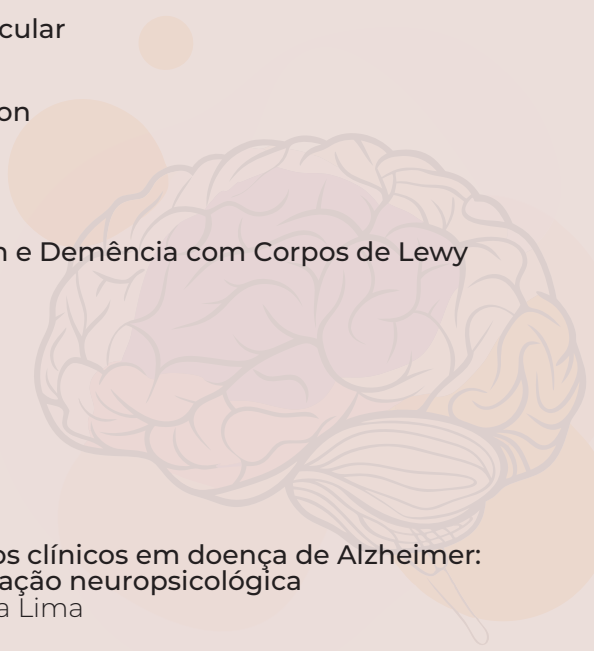 cular
on
e Demência com Corpos de Lewy
os clínicos em doença de Alzheimer:
ação neuropsicológica
a Lima